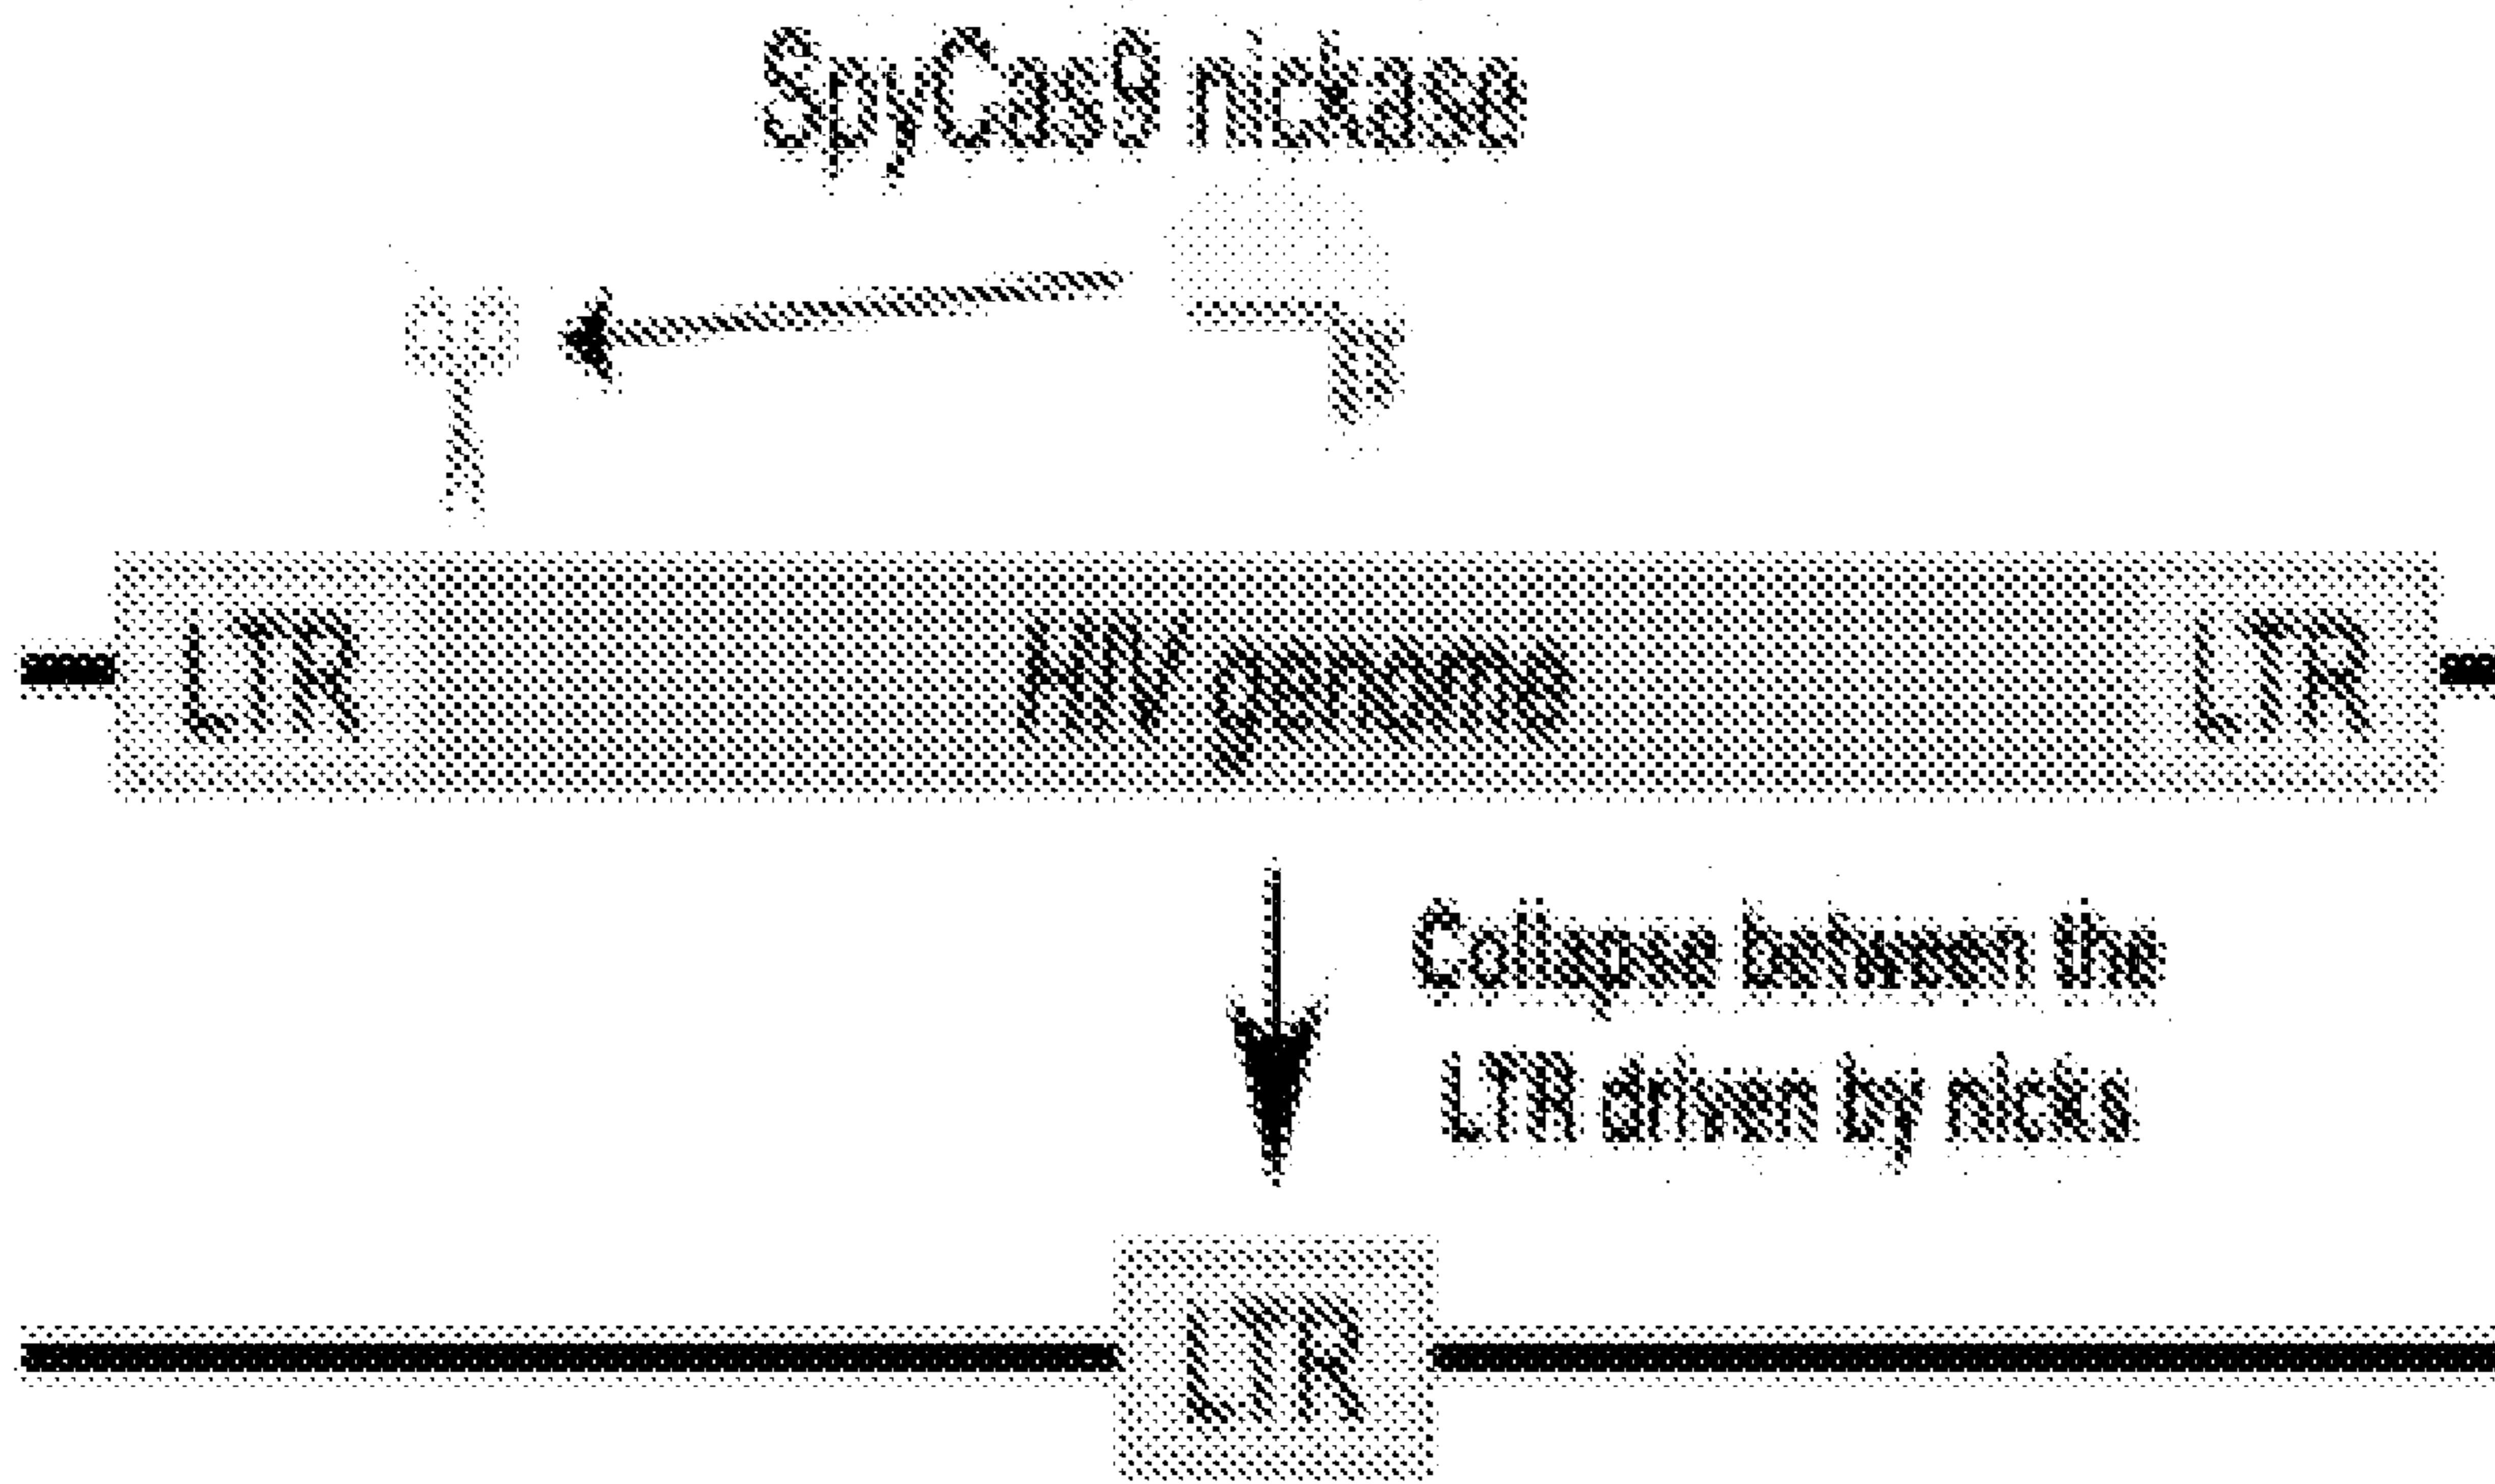 SpyCas9 nickase
LTR HIV genome LTR
Collapse between the
LTR driven by nicks
LTR